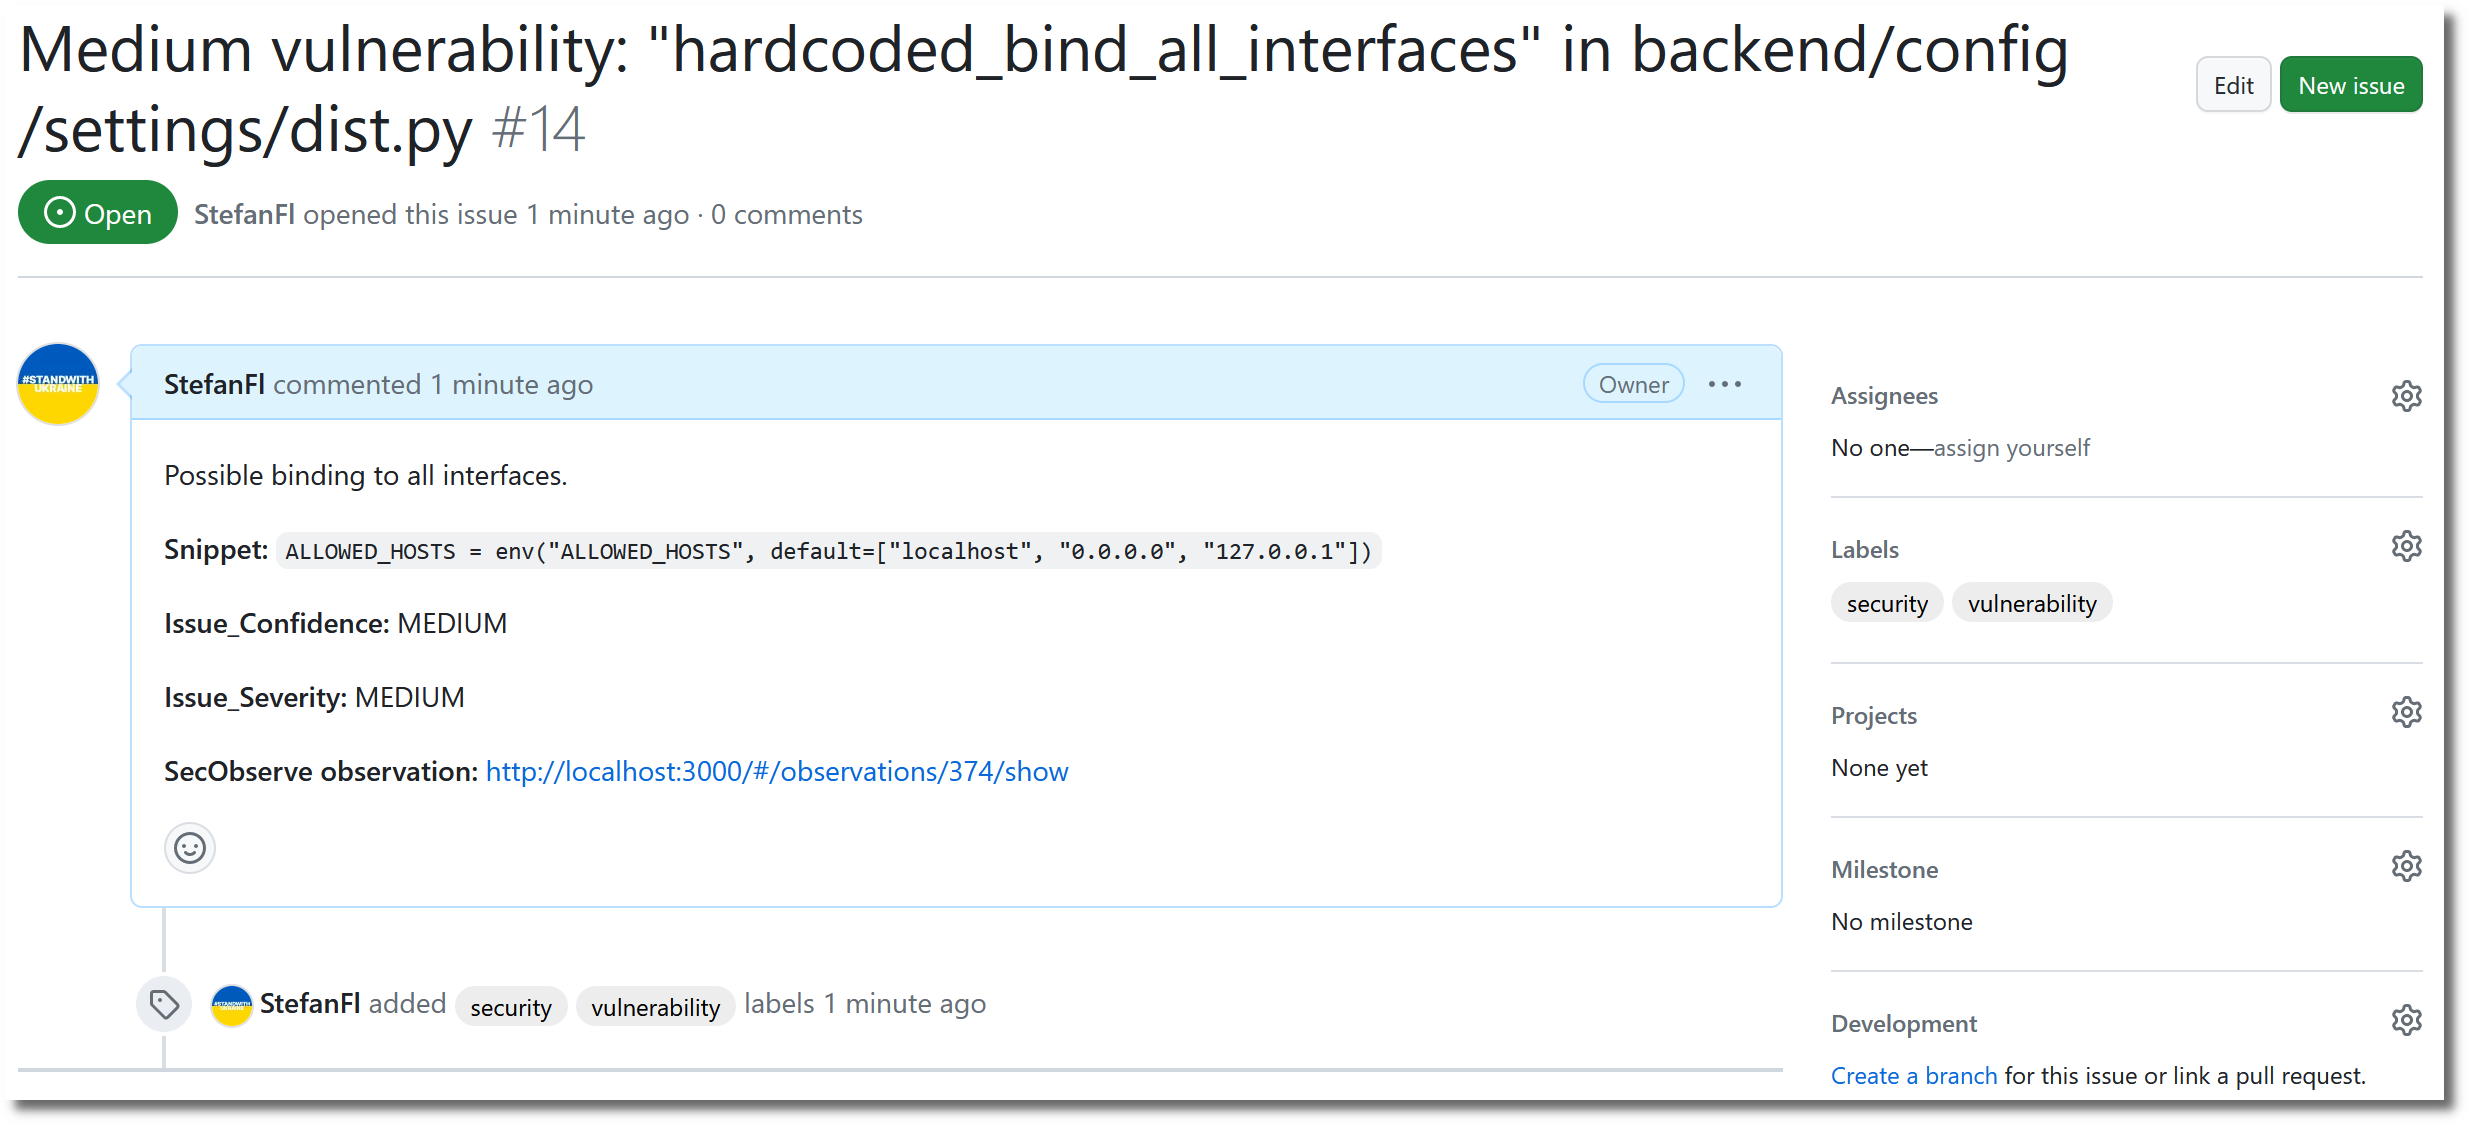 Medium vulnerability: "hardcoded_bind_all_interfaces" in backend/config
/settings/dist.py #14
Edit
New issue
Open
StefanFl opened this issue 1 minute ago · 0 comments
#STANDWITH
UKRAINE
StefanFl commented 1 minute ago
Owner
Possible binding to all interfaces.
Snippet: ALLOWED_HOSTS = env("ALLOWED_HOSTS", default=["localhost", "0.0.0.0", "127.0.0.1"])
Issue_Confidence: MEDIUM
Issue_Severity: MEDIUM
SecObserve observation: http://localhost:3000/#/observations/374/show
#STANDWITH
UKRAINE
StefanFl added security vulnerability labels 1 minute ago
Assignees
No one—assign yourself
Labels
security vulnerability
Projects
None yet
Milestone
No milestone
Development
Create a branch for this issue or link a pull request.